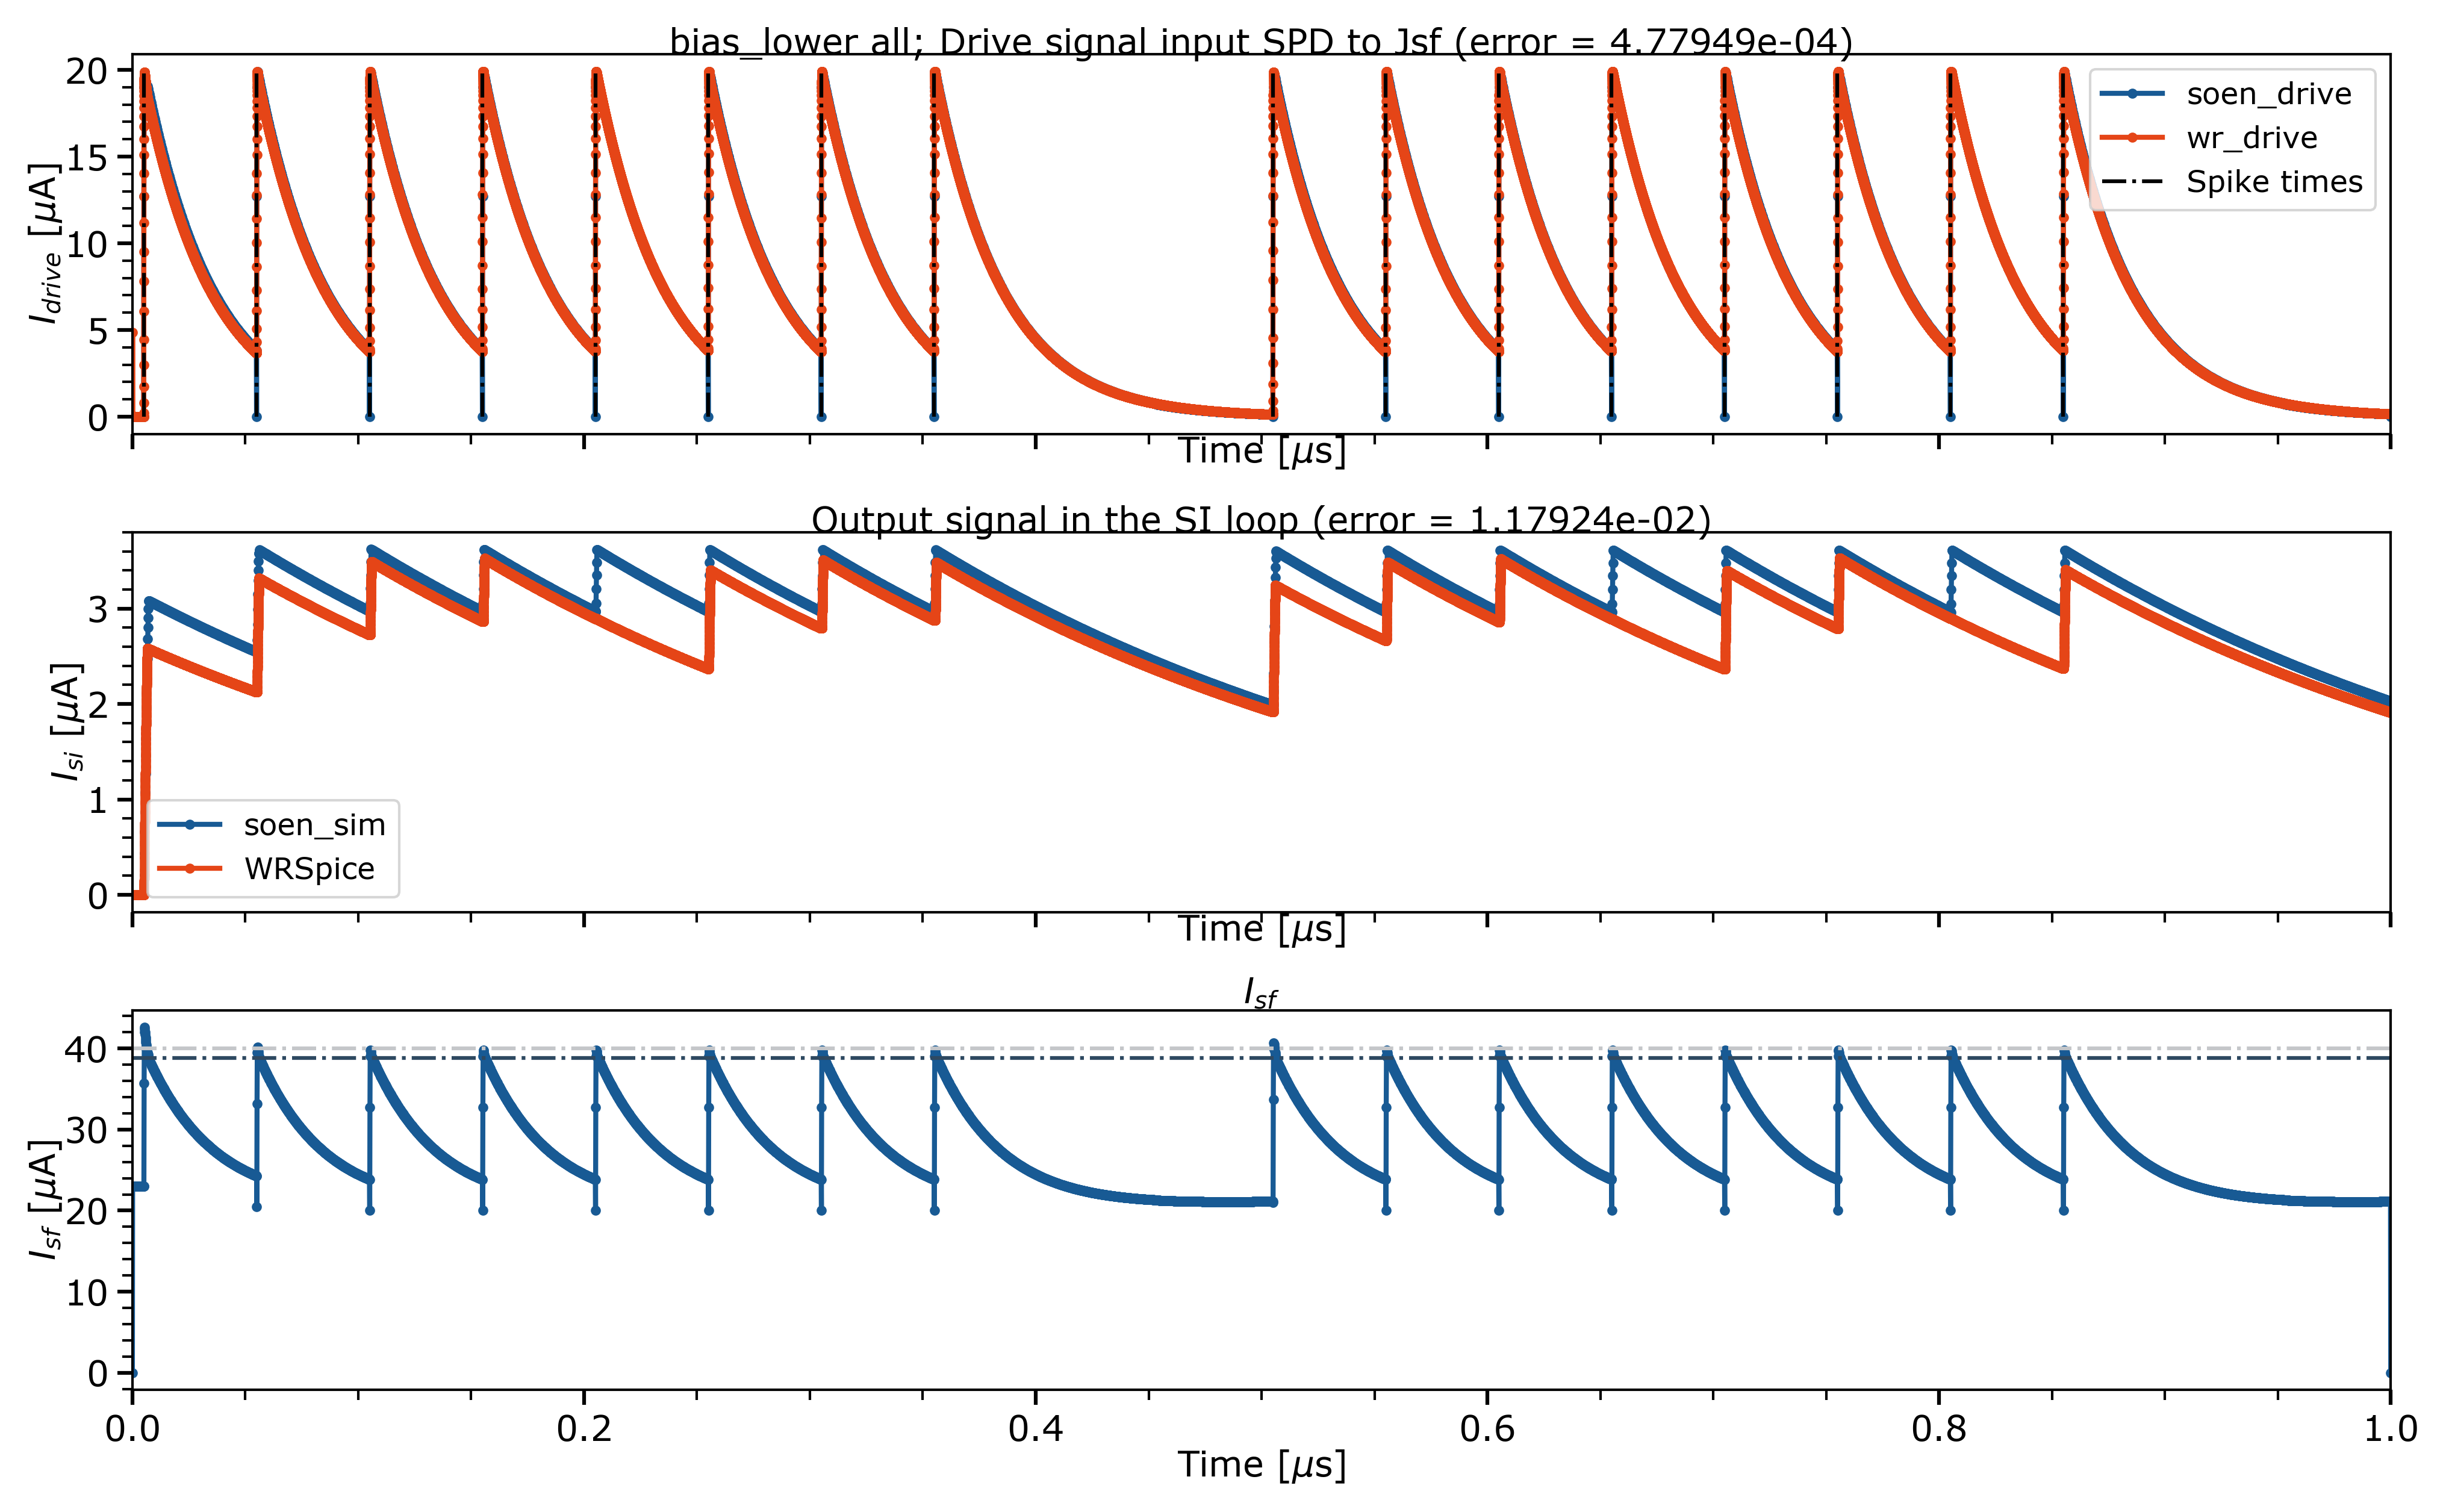 bias_lower all; Drive signal input SPD to Jsf (error = 4.77949e-04)
20
15
10
5
0
I_drive [μA]
soen_drive
wr_drive
Spike times
Time [μs]
Output signal in the SI loop (error = 1.17924e-02)
3
2
1
0
I_si [μA]
soen_sim
WRSpice
Time [μs]
I_sf
40
30
20
10
0
I_sf [μA]
0.0 0.2 0.4 0.6 0.8 1.0
Time [μs]